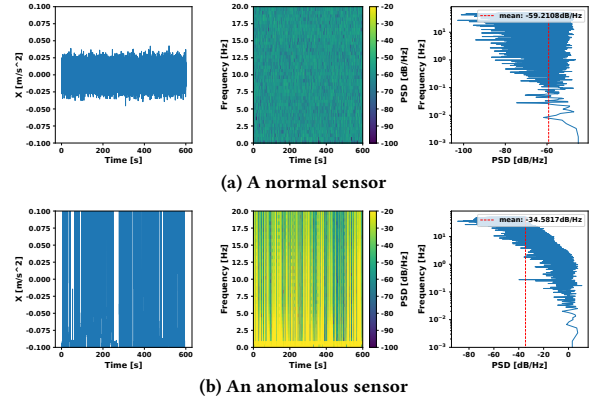 0.100
0.075
0.050
0.025
0.000
-0.025
-0.050
-0.075
-0.100
X [m/s^2]
0 200 400 600
Time [s]
20.0
17.5
15.0
12.5
10.0
7.5
5.0
2.5
0.0
Frequency [Hz]
0 200 400 600
Time [s]
-20
-30
-40
-50
-60
-70
-80
-90
-100
PSD [dB/Hz]
mean: -59.2108dB/Hz
10^1
10^0
10^-1
10^-2
10^-3
Frequency [Hz]
-100 -80 -60
PSD [dB/Hz]
(a) A normal sensor
0.100
0.075
0.050
0.025
0.000
-0.025
-0.050
-0.075
-0.100
X [m/s^2]
0 200 400 600
Time [s]
20.0
17.5
15.0
12.5
10.0
7.5
5.0
2.5
0.0
Frequency [Hz]
0 200 400 600
Time [s]
-20
-30
-40
-50
-60
-70
-80
-90
-100
PSD [dB/Hz]
mean: -34.5817dB/Hz
10^1
10^0
10^-1
10^-2
10^-3
Frequency [Hz]
-80 -60 -40 -20 0
PSD [dB/Hz]
(b) An anomalous sensor